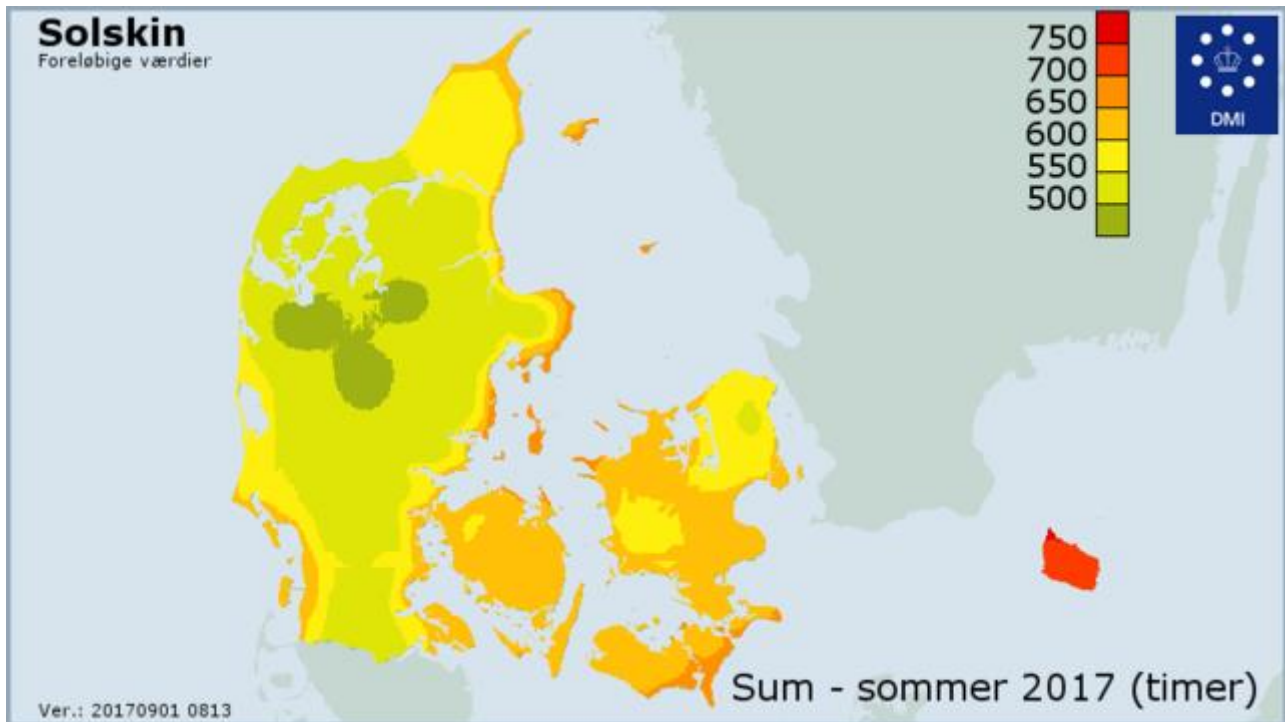 Solskin
Foreløbige værdier
750
700
650
600
550
500
DMI
Sum - sommer 2017 (timer)
Ver.: 20170901 0813